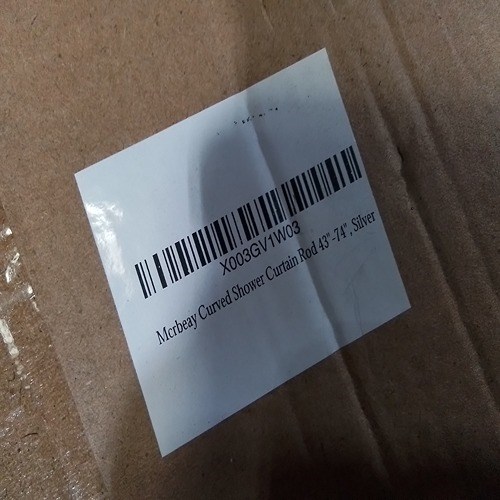 X003GV1W03
Mcrbeay Curved Shower Curtain Rod 43"-74", Silver